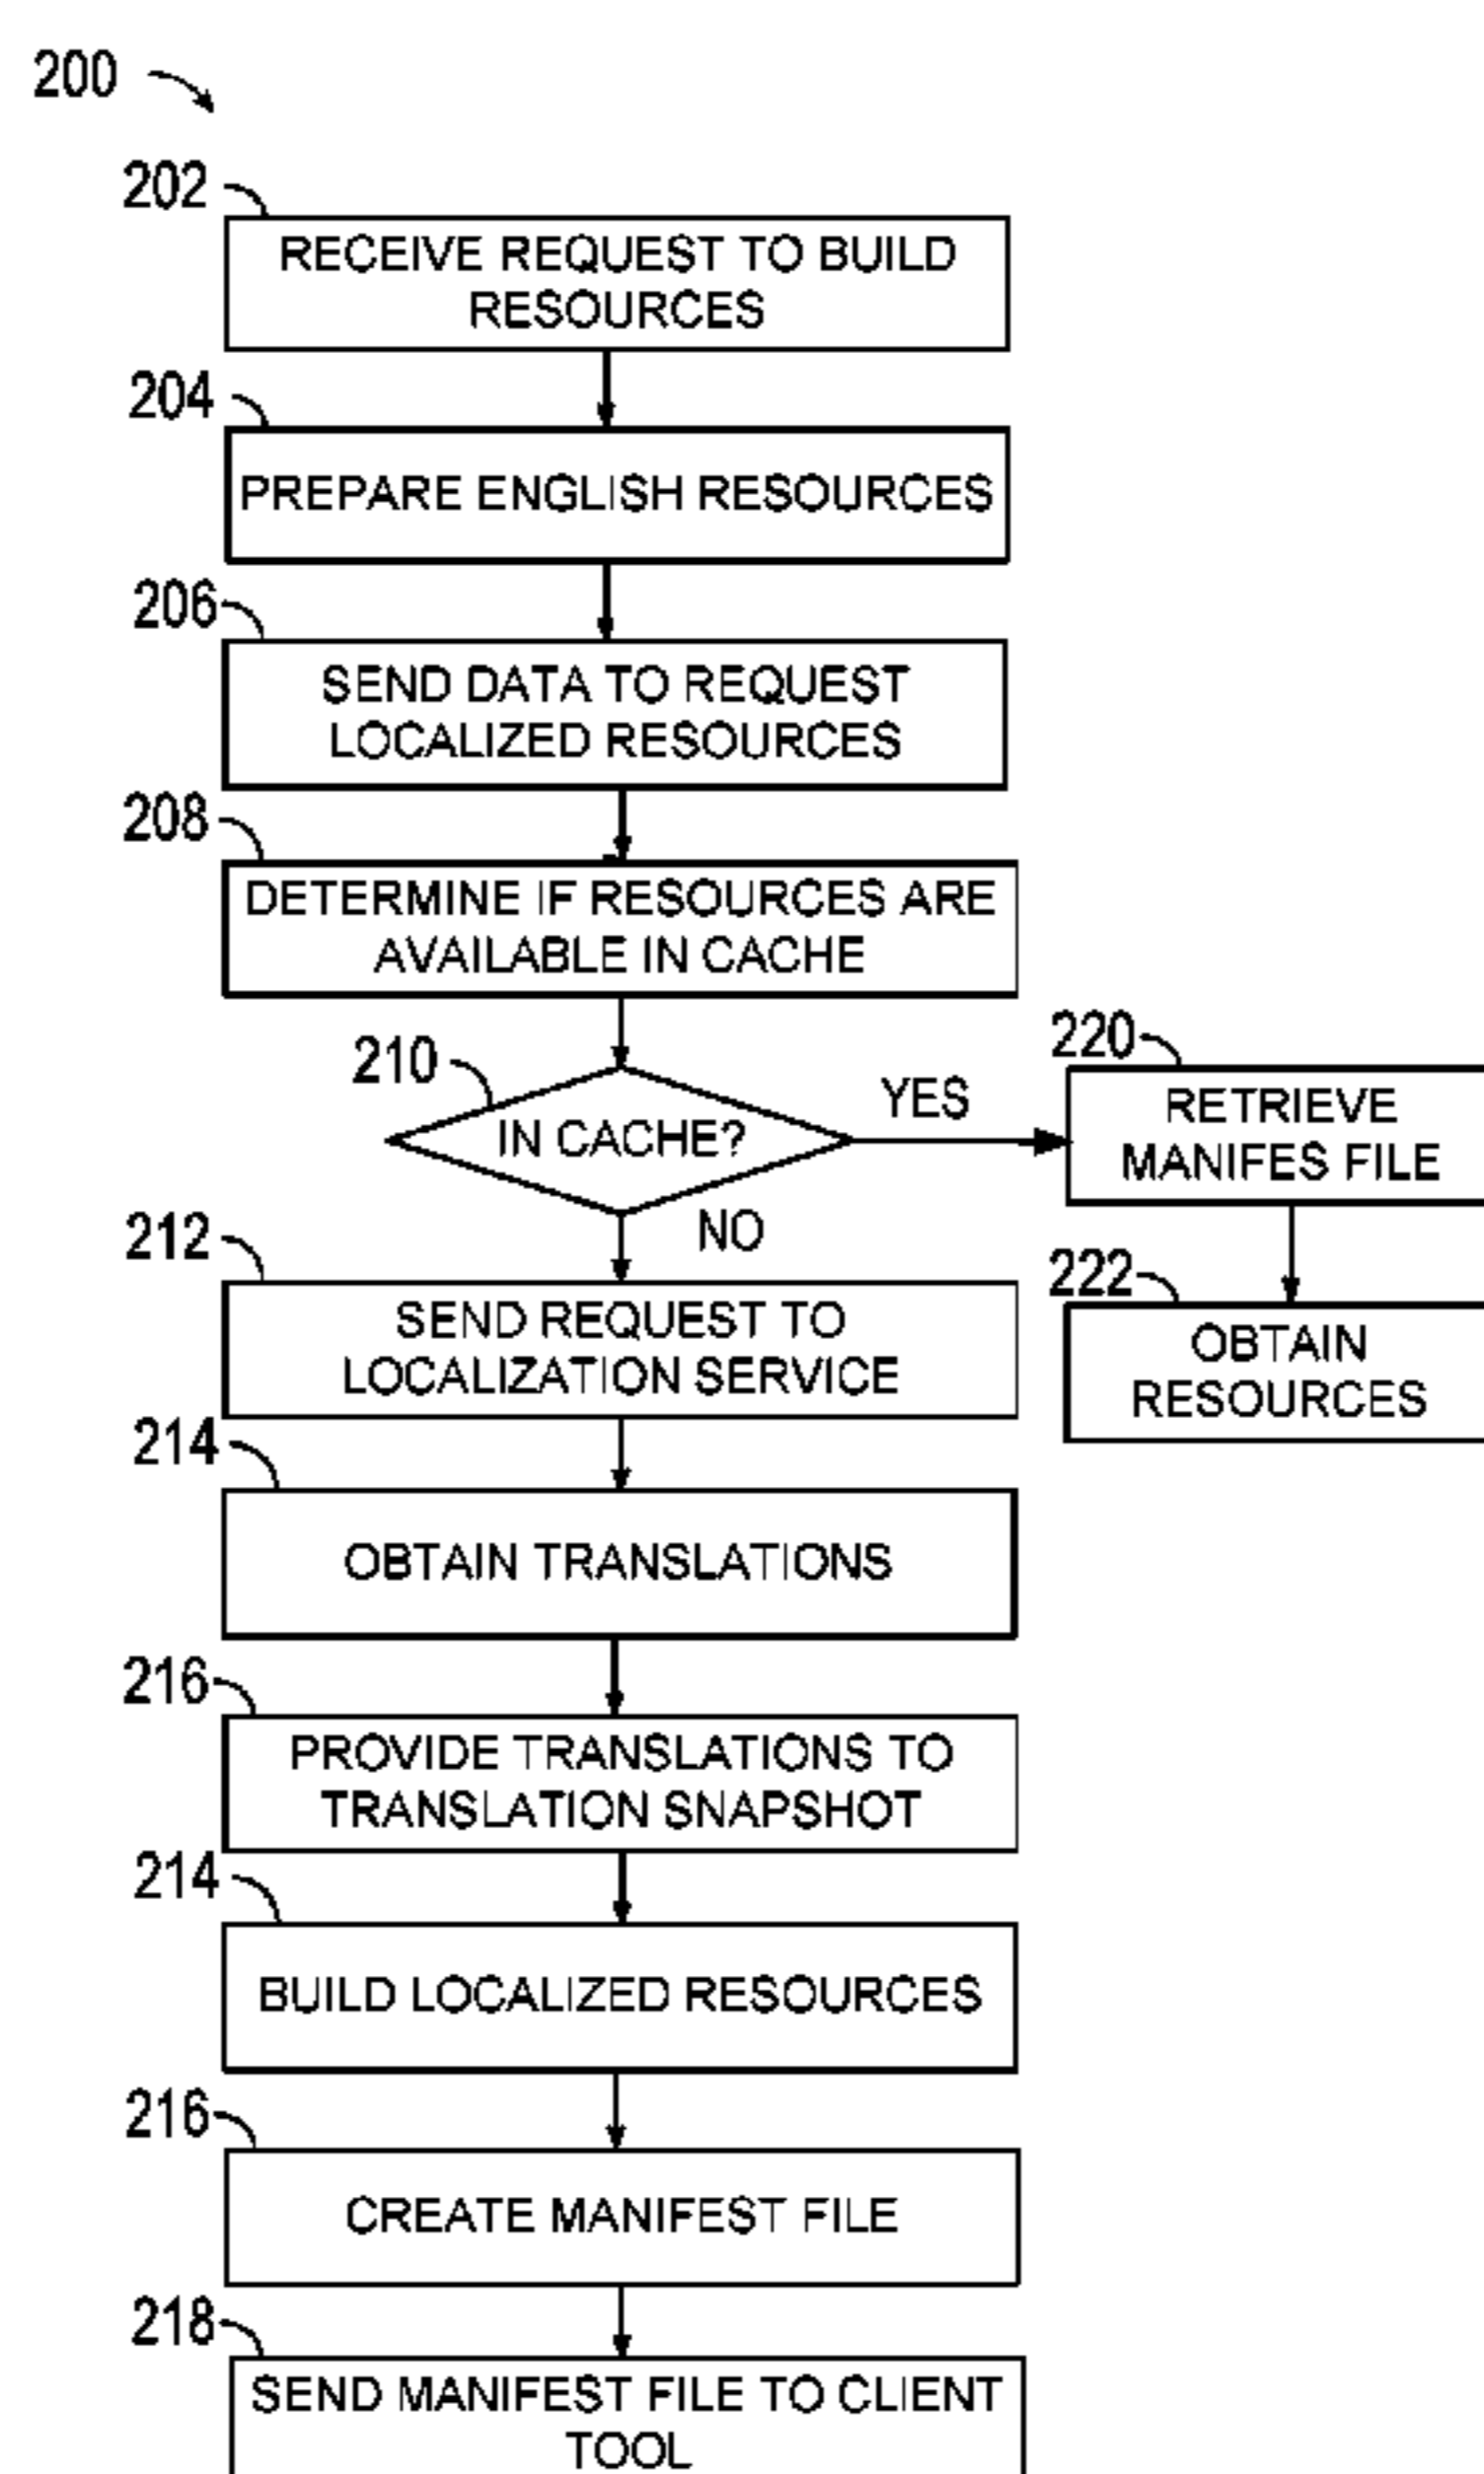 200
202
RECEIVE REQUEST TO BUILD
RESOURCES
204
PREPARE ENGLISH RESOURCES
206
SEND DATA TO REQUEST
LOCALIZED RESOURCES
208
DETERMINE IF RESOURCES ARE
AVAILABLE IN CACHE
210
IN CACHE?
YES
NO
220
RETRIEVE
MANIFES FILE
222
OBTAIN
RESOURCES
212
SEND REQUEST TO
LOCALIZATION SERVICE
214
OBTAIN TRANSLATIONS
216
PROVIDE TRANSLATIONS TO
TRANSLATION SNAPSHOT
214
BUILD LOCALIZED RESOURCES
216
CREATE MANIFEST FILE
218
SEND MANIFEST FILE TO CLIENT
TOOL